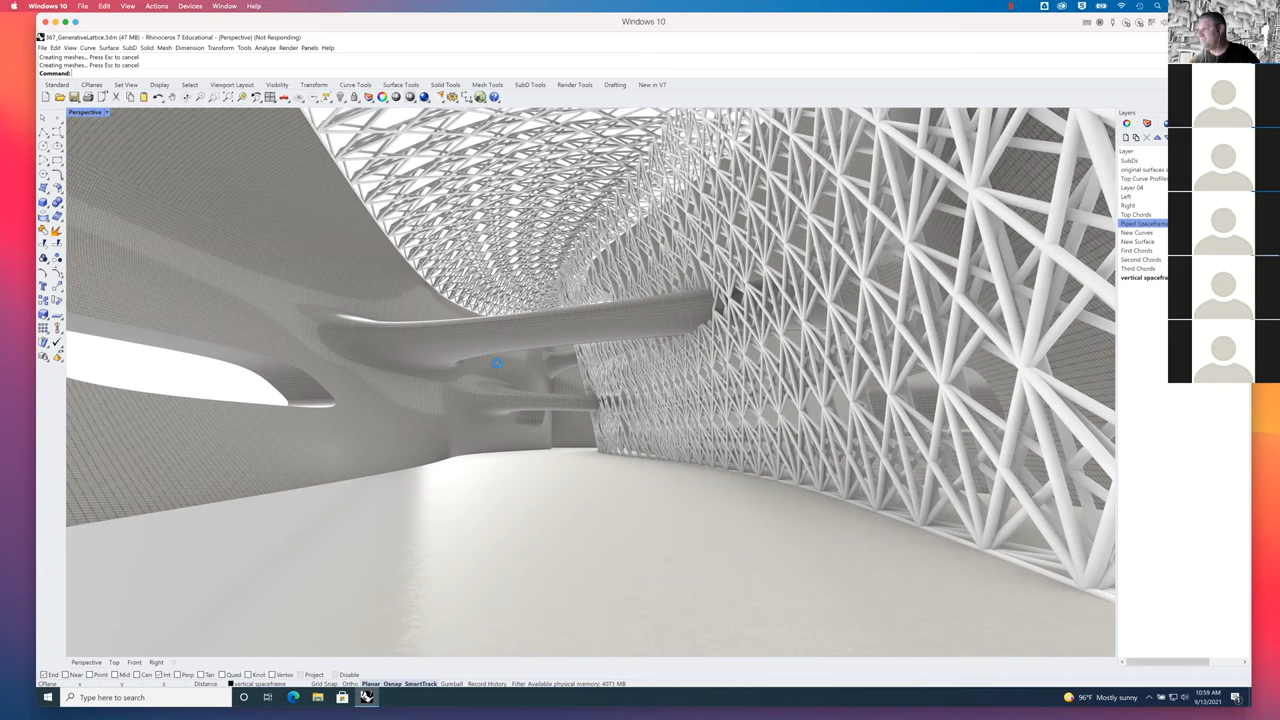 Windows 10 File Edit View Actions Devices Window Help
Windows 10
367_GenerativeLattice.3dm (47 MB) - Rhinoceros 7 Educational - [Perspective] (Not Responding)
File Edit View Curve Surface SubD Solid Mesh Dimension Transform Tools Analyze Render Panels Help
Creating meshes... Press Esc to cancel
Creating meshes... Press Esc to cancel
Command:
Standard CPlanes Set View Display Select Viewport Layout Visibility Transform Curve Tools Surface Tools Solid Tools SubD Tools Mesh Tools Render Tools Drafting New in V7
Perspective
Layers
Layer
SubDs
original surfaces
Top Curve Profiles
Layer 04
Left
Right
Top Chords
Piped Spaceframe
New Curves
New Surface
First Chords
Second Chords
Third Chords
vertical spacefra
Perspective Top Front Right
End Near Point Mid Cen Int Perp Tan Quad Knot Vertex Project Disable
CPlane x y z Distance vertical spaceframe Grid Snap Ortho Planar Osnap SmartTrack Gumball Record History Filter Available physical memory: 4071 MB
Type here to search
96°F Mostly sunny
10:59 AM
9/13/2021